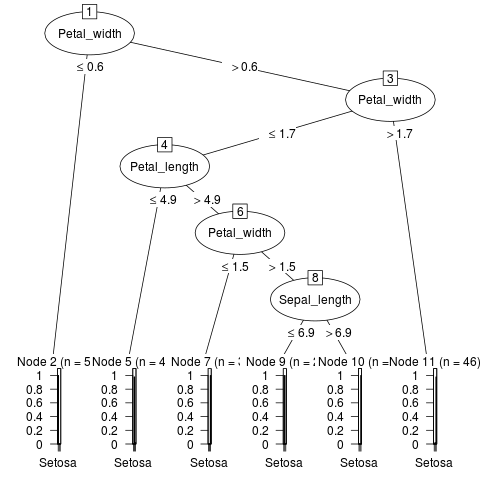 1
Petal_width
≤ 0.6
> 0.6
3
Petal_width
≤ 1.7
> 1.7
4
Petal_length
≤ 4.9
> 4.9
6
Petal_width
≤ 1.5
> 1.5
8
Sepal_length
≤ 6.9
> 6.9
Node 2 (n = 5 Node 5 (n = 4 Node 7 (n = Node 9 (n = Node 10 (n = Node 11 (n = 46)
1 1 1 1 1 1
0.8 0.8 0.8 0.8 0.8 0.8
0.6 0.6 0.6 0.6 0.6 0.6
0.4 0.4 0.4 0.4 0.4 0.4
0.2 0.2 0.2 0.2 0.2 0.2
0 0 0 0 0 0
Setosa Setosa Setosa Setosa Setosa Setosa